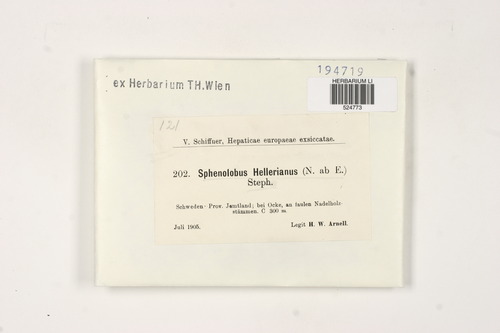 194719
ex Herbarium TH.Wien
HERBARIUM LI
524773
121
V. Schiffner, Hepaticae europaeae exsiccatae.
202. Sphenolobus Hellerianus (N. ab E.)
Steph.
Schweden: Prov. Jamtland; bei Ocke, an faulen Nadelholz-
stämmen. C 300 m.
Juli 1905.
Legit H. W. Arnell.